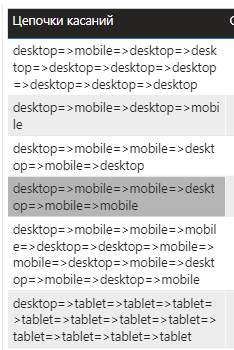 Цепочки касаний
desktop=>mobile=>desktop=>desk
top=>desktop=>desktop=>desktop
=>desktop=>desktop=>desktop
desktop=>mobile=>desktop=>mobi
le
desktop=>mobile=>mobile=>deskt
op=>mobile=>desktop
desktop=>mobile=>mobile=>deskt
op=>mobile=>mobile
desktop=>mobile=>mobile=>mobil
e=>desktop=>desktop=>mobile=>
mobile=>desktop=>mobile=>deskt
op=>mobile=>desktop=>mobile
desktop=>tablet=>tablet=>tablet=
>tablet=>tablet=>tablet=>tablet=>
tablet=>tablet=>tablet=>tablet